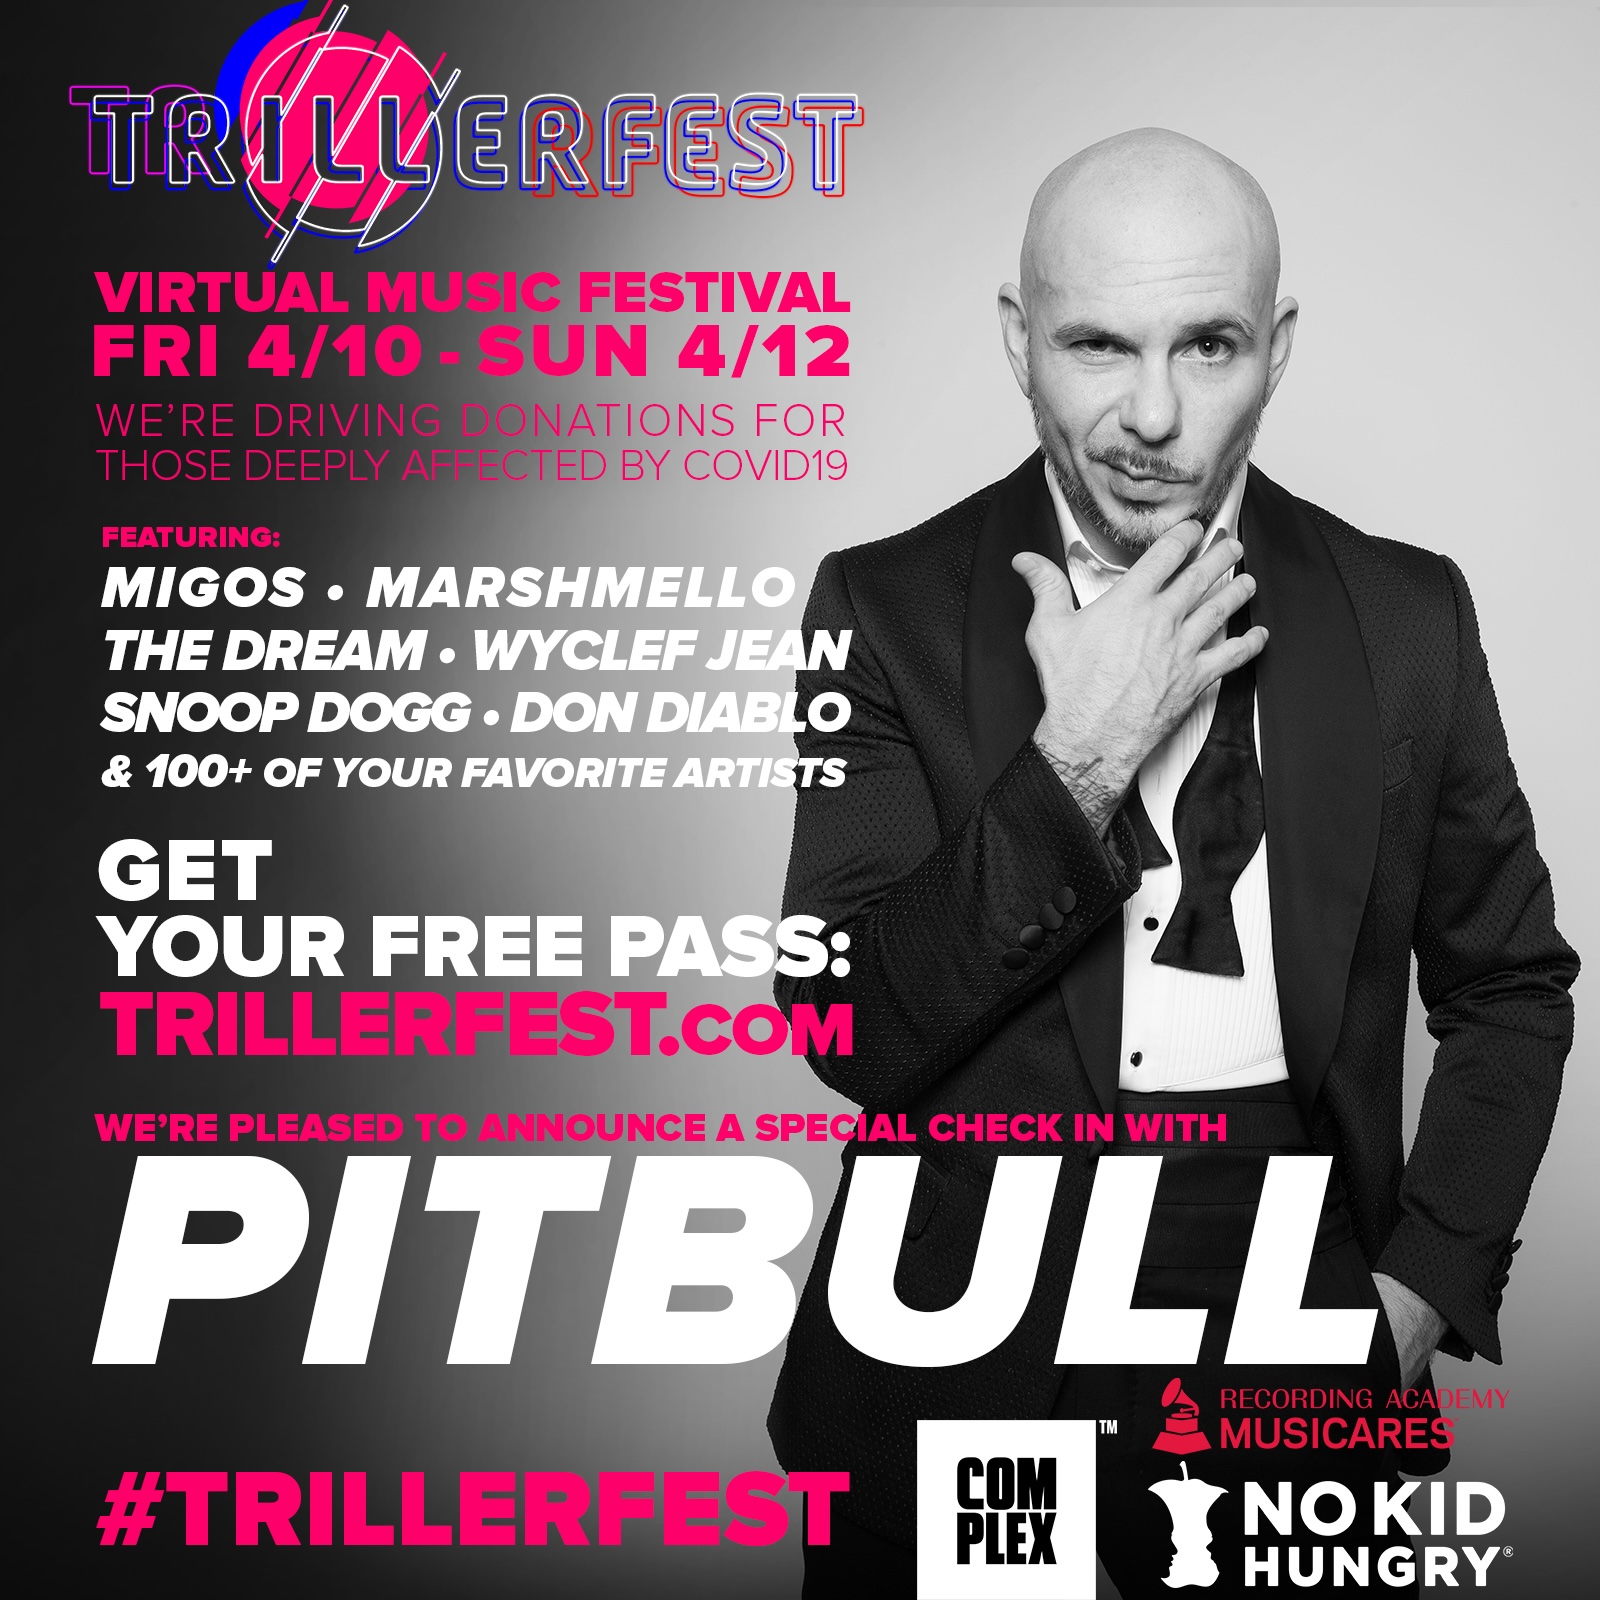 TRILLERFEST
VIRTUAL MUSIC FESTIVAL
FRI 4/10 - SUN 4/12
WE'RE DRIVING DONATIONS FOR
THOSE DEEPLY AFFECTED BY COVID19
FEATURING:
MIGOS • MARSHMELLO
THE DREAM • WYCLEF JEAN
SNOOP DOGG • DON DIABLO
& 100+ OF YOUR FAVORITE ARTISTS
GET
YOUR FREE PASS:
TRILLERFEST.COM
WE'RE PLEASED TO ANNOUNCE A SPECIAL CHECK IN WITH
PITBULL
#TRILLERFEST
COM
PLEX
TM
RECORDING ACADEMY
MUSICARES
NO KID
HUNGRY®